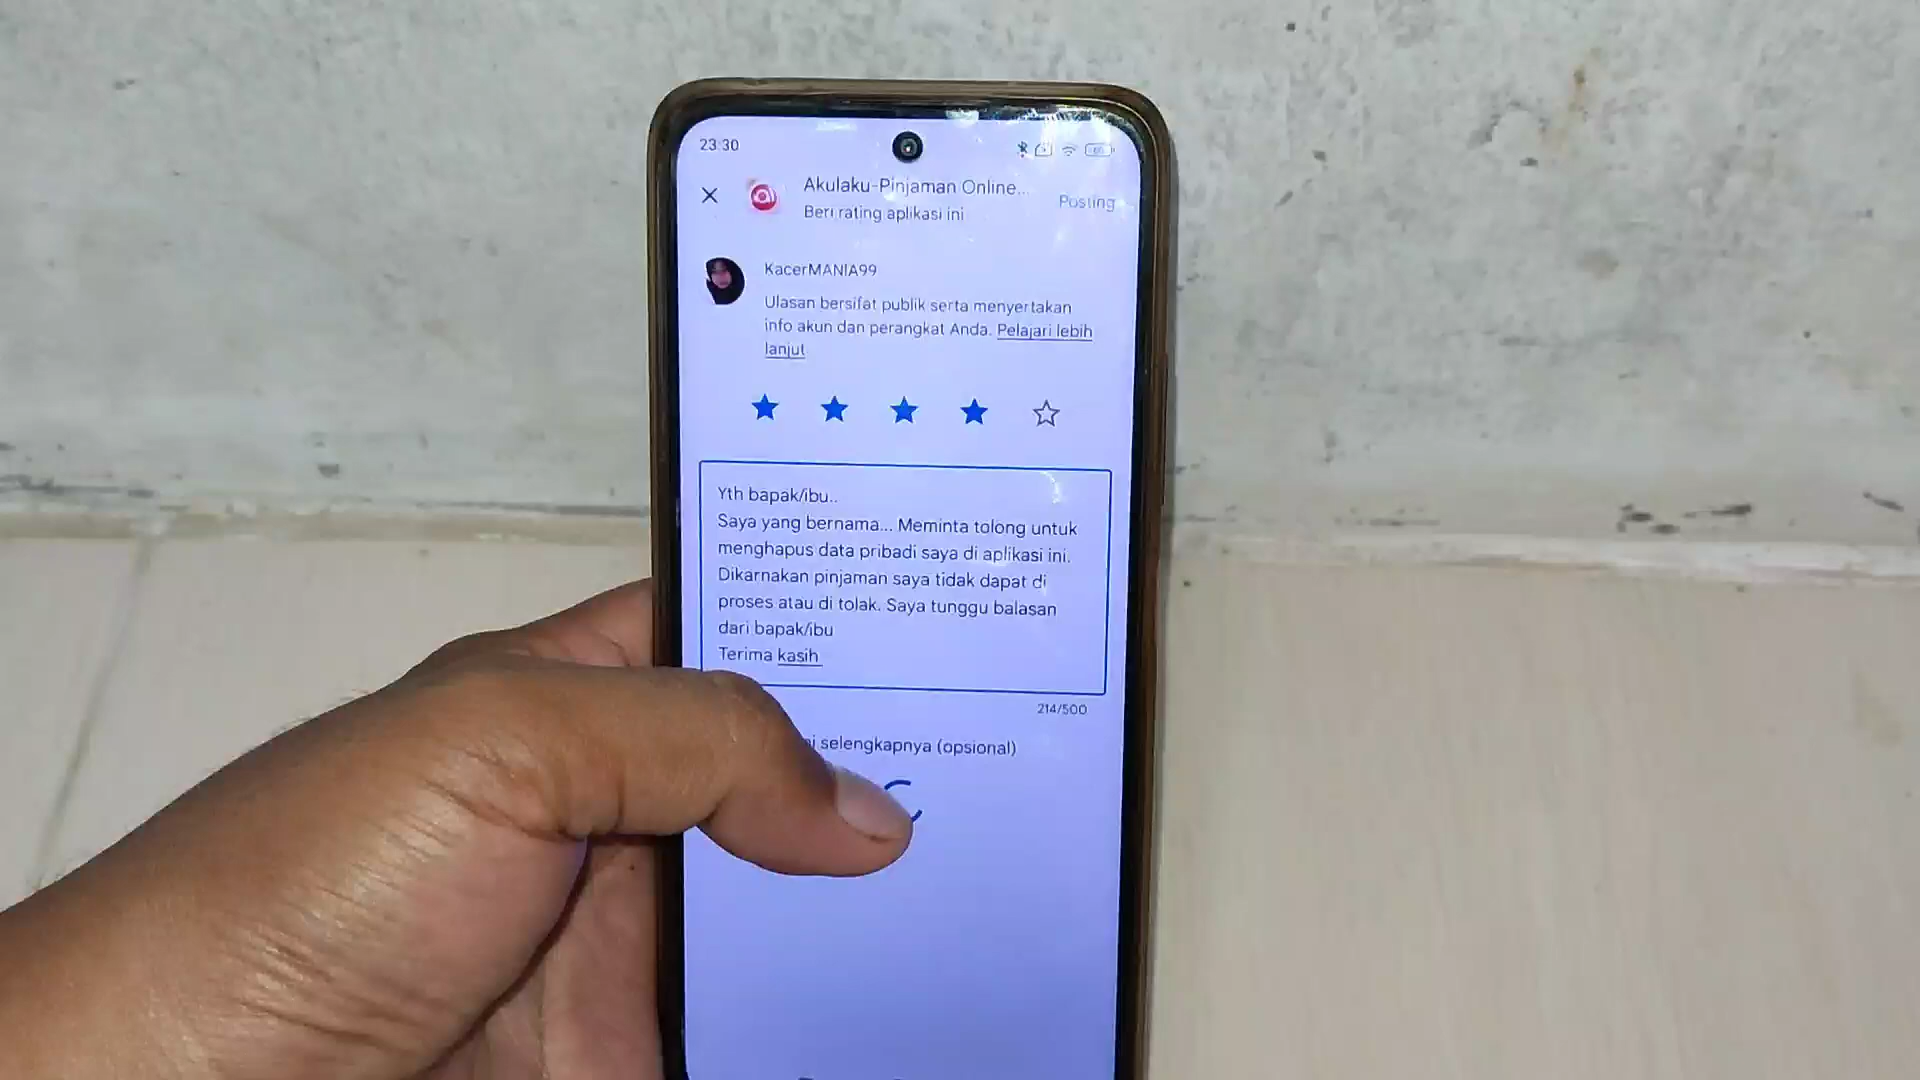 23:30
Akulaku-Pinjaman Online...
Beri rating aplikasi ini
Posting
KacerMANIA99
Ulasan bersifat publik serta menyertakan
info akun dan perangkat Anda. Pelajari lebih
lanjut
Yth bapak/ibu..
Saya yang bernama... Meminta tolong untuk
menghapus data pribadi saya di aplikasi ini.
Dikarnakan pinjaman saya tidak dapat di
proses atau di tolak. Saya tunggu balasan
dari bapak/ibu
Terima kasih
214/500
selengkapnya (opsional)